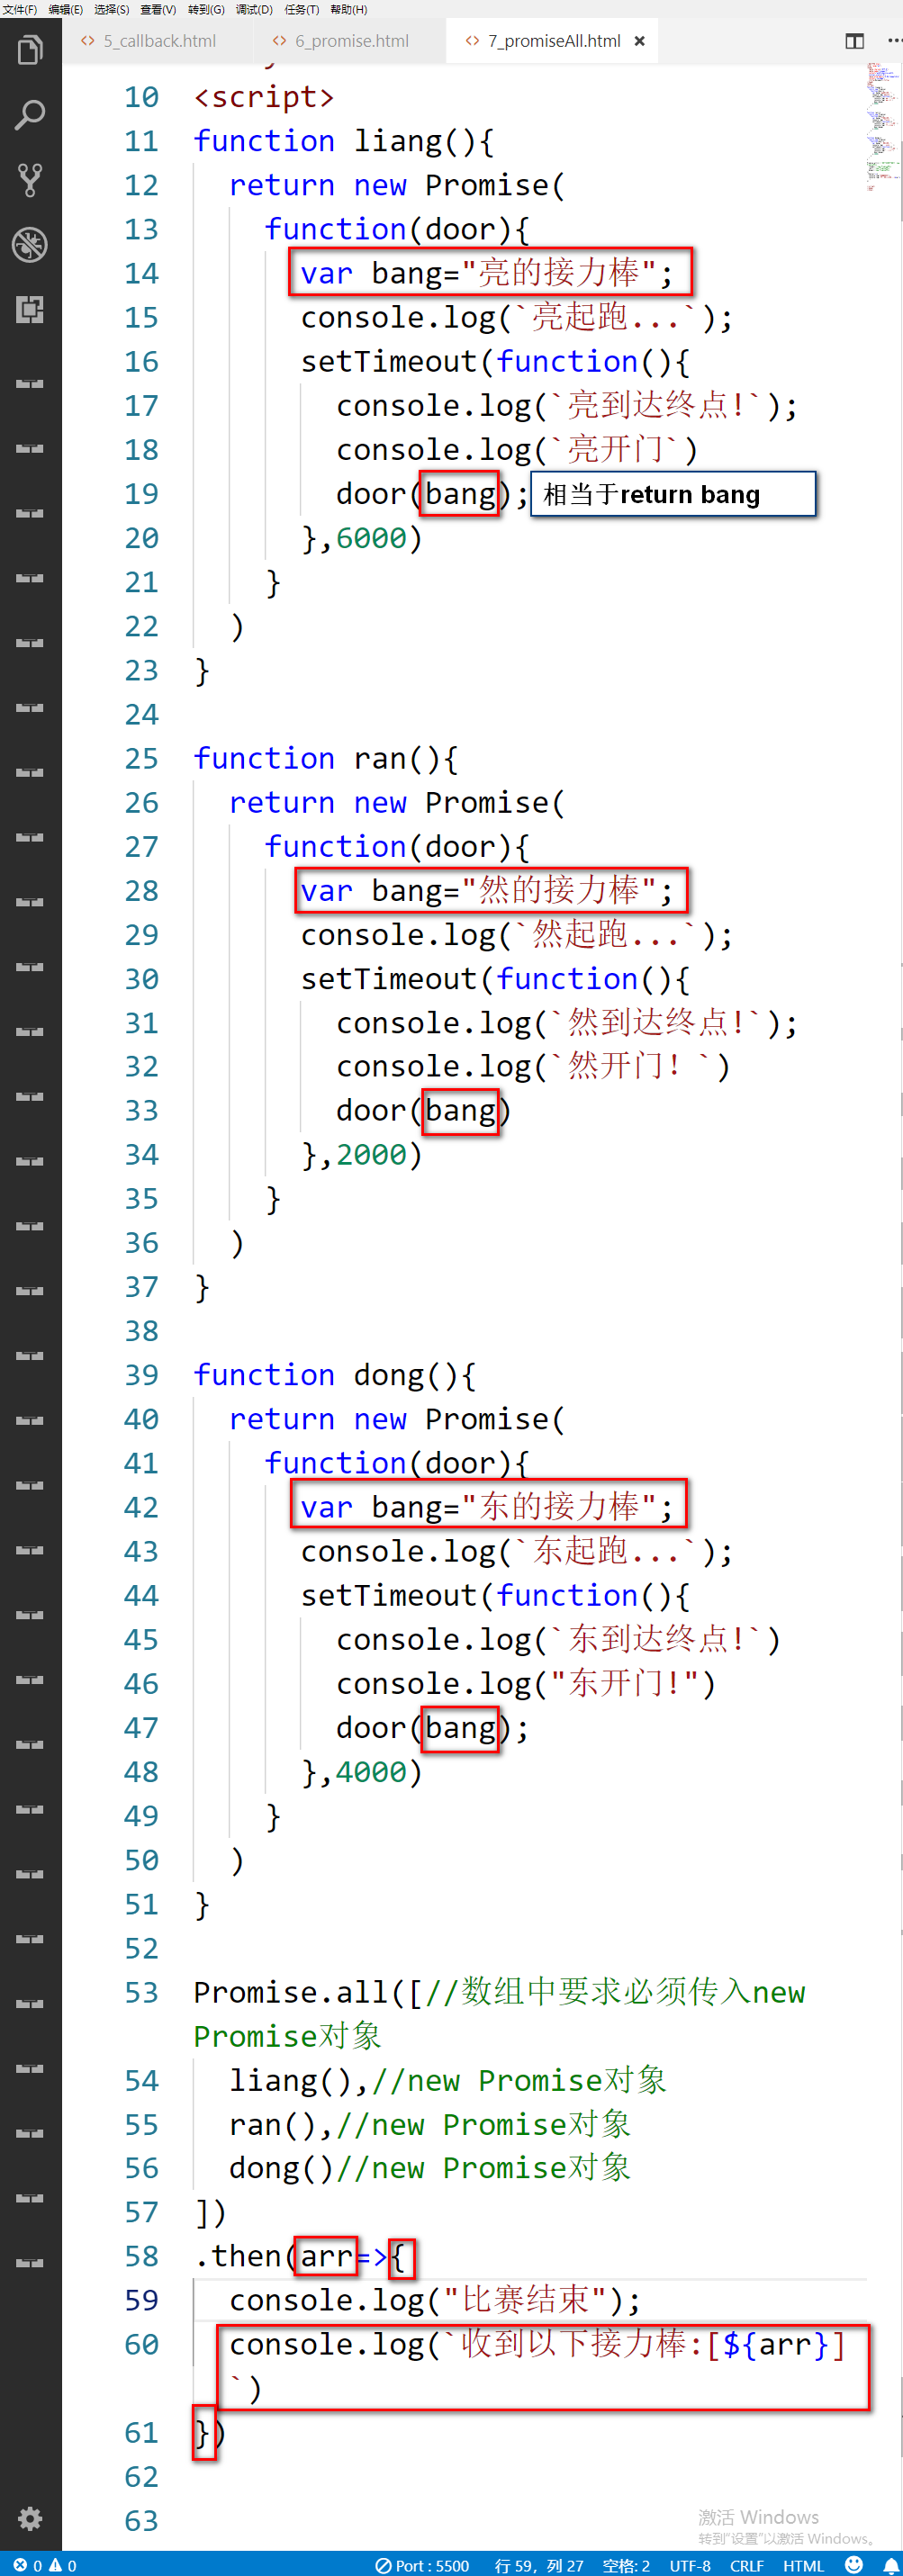 文件(F) 编辑(E) 选择(S) 查看(V) 转到(G) 调试(D) 任务(T) 帮助(H)
<> 5_callback.html <> 6_promise.html <> 7_promiseAll.html ×
10 <script>
11 function liang(){
12 return new Promise(
13 function(door){
14 var bang="亮的接力棒";
15 console.log(`亮起跑...`);
16 setTimeout(function(){
17 console.log(`亮到达终点!`);
18 console.log(`亮开门`)
19 door(bang); 相当于return bang
20 },6000)
21 }
22 )
23 }
24
25 function ran(){
26 return new Promise(
27 function(door){
28 var bang="然的接力棒";
29 console.log(`然起跑...`);
30 setTimeout(function(){
31 console.log(`然到达终点!`);
32 console.log(`然开门！`)
33 door(bang)
34 },2000)
35 }
36 )
37 }
38
39 function dong(){
40 return new Promise(
41 function(door){
42 var bang="东的接力棒";
43 console.log(`东起跑...`);
44 setTimeout(function(){
45 console.log(`东到达终点!`)
46 console.log("东开门!")
47 door(bang);
48 },4000)
49 }
50 )
51 }
52
53 Promise.all([//数组中要求必须传入new
Promise对象
54 liang(),//new Promise对象
55 ran(),//new Promise对象
56 dong()//new Promise对象
57 ])
58 .then(arr=>{
59 console.log("比赛结束");
60 console.log(`收到以下接力棒:[${arr}]
`)
61 })
62
63
激活 Windows
转到"设置"以激活 Windows。
0 0 Port : 5500 行 59，列 27 空格: 2 UTF-8 CRLF HTML